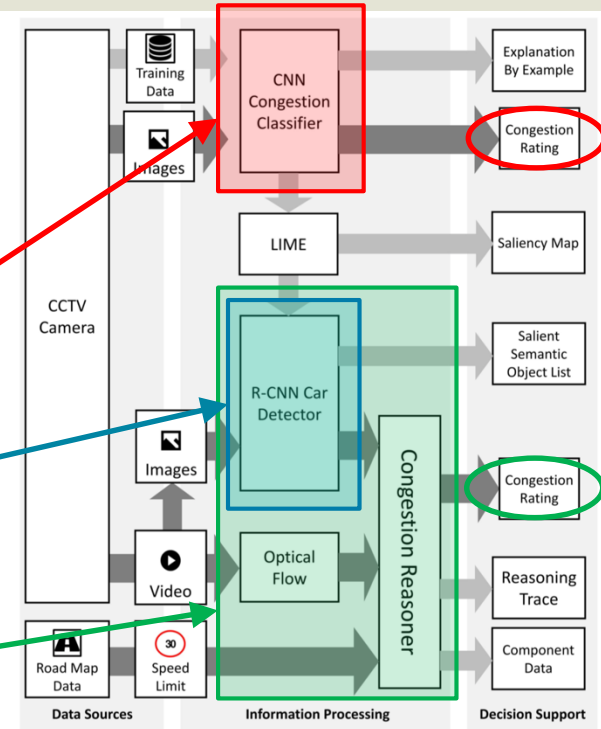 Training
Data
CNN
Congestion
Classifier
Explanation
By Example
Images
Congestion
Rating
LIME
Saliency Map
CCTV
Camera
R-CNN Car
Detector
Salient
Semantic
Object List
Images
Congestion Reasoner
Congestion
Rating
Video
Optical
Flow
Reasoning
Trace
Road Map
Data
30
Speed
Limit
Component
Data
Data Sources
Information Processing
Decision Support